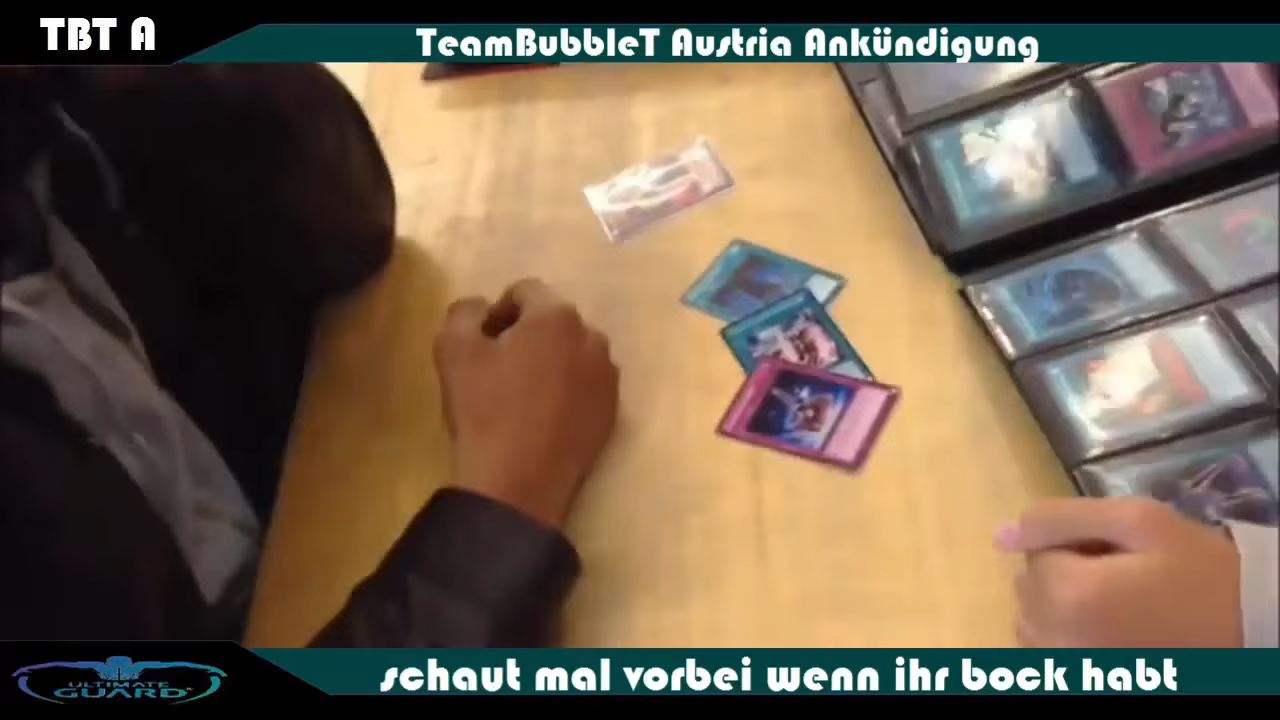 TBT A
TeamBubbleT Austria Ankündigung
ULTIMATE
GUARD
schaut mal vorbei wenn ihr bock habt